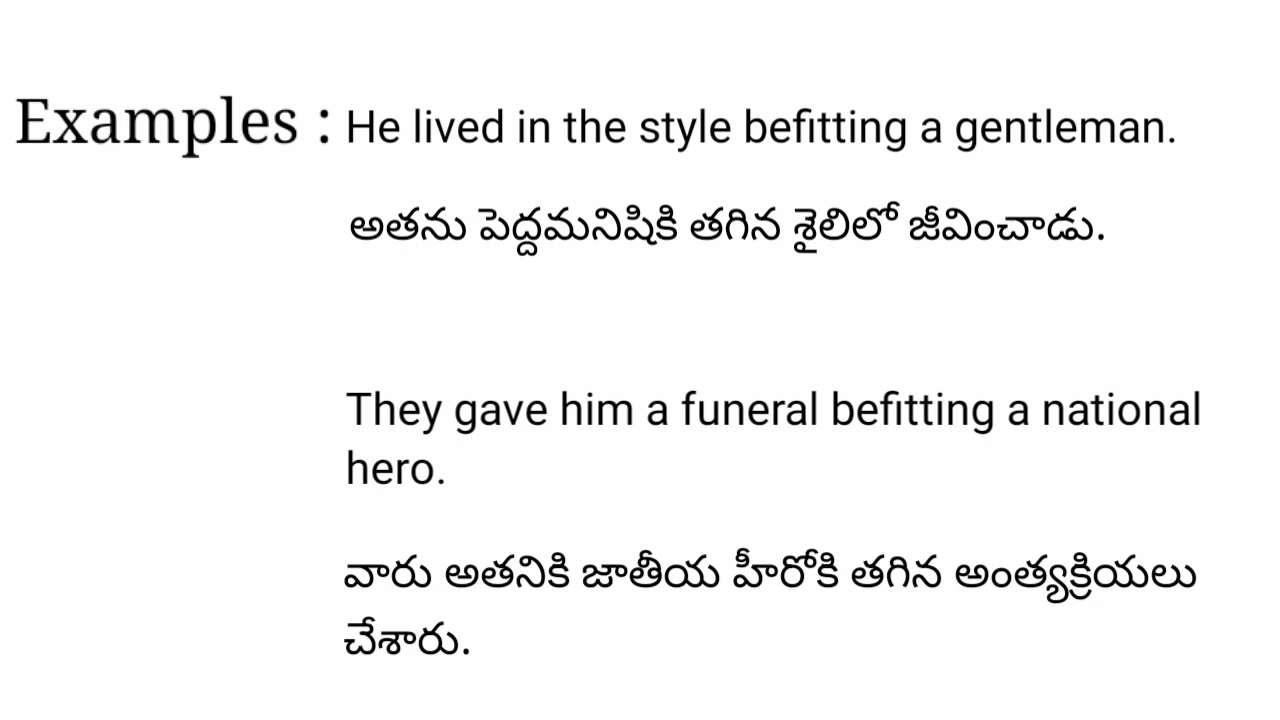 Examples : He lived in the style befitting a gentleman.
అతను పెద్దమనిషికి తగిన శైలిలో జీవించాడు.
They gave him a funeral befitting a national
hero.
వారు అతనికి జాతీయ హీరోకి తగిన అంత్యక్రియలు
చేశారు.